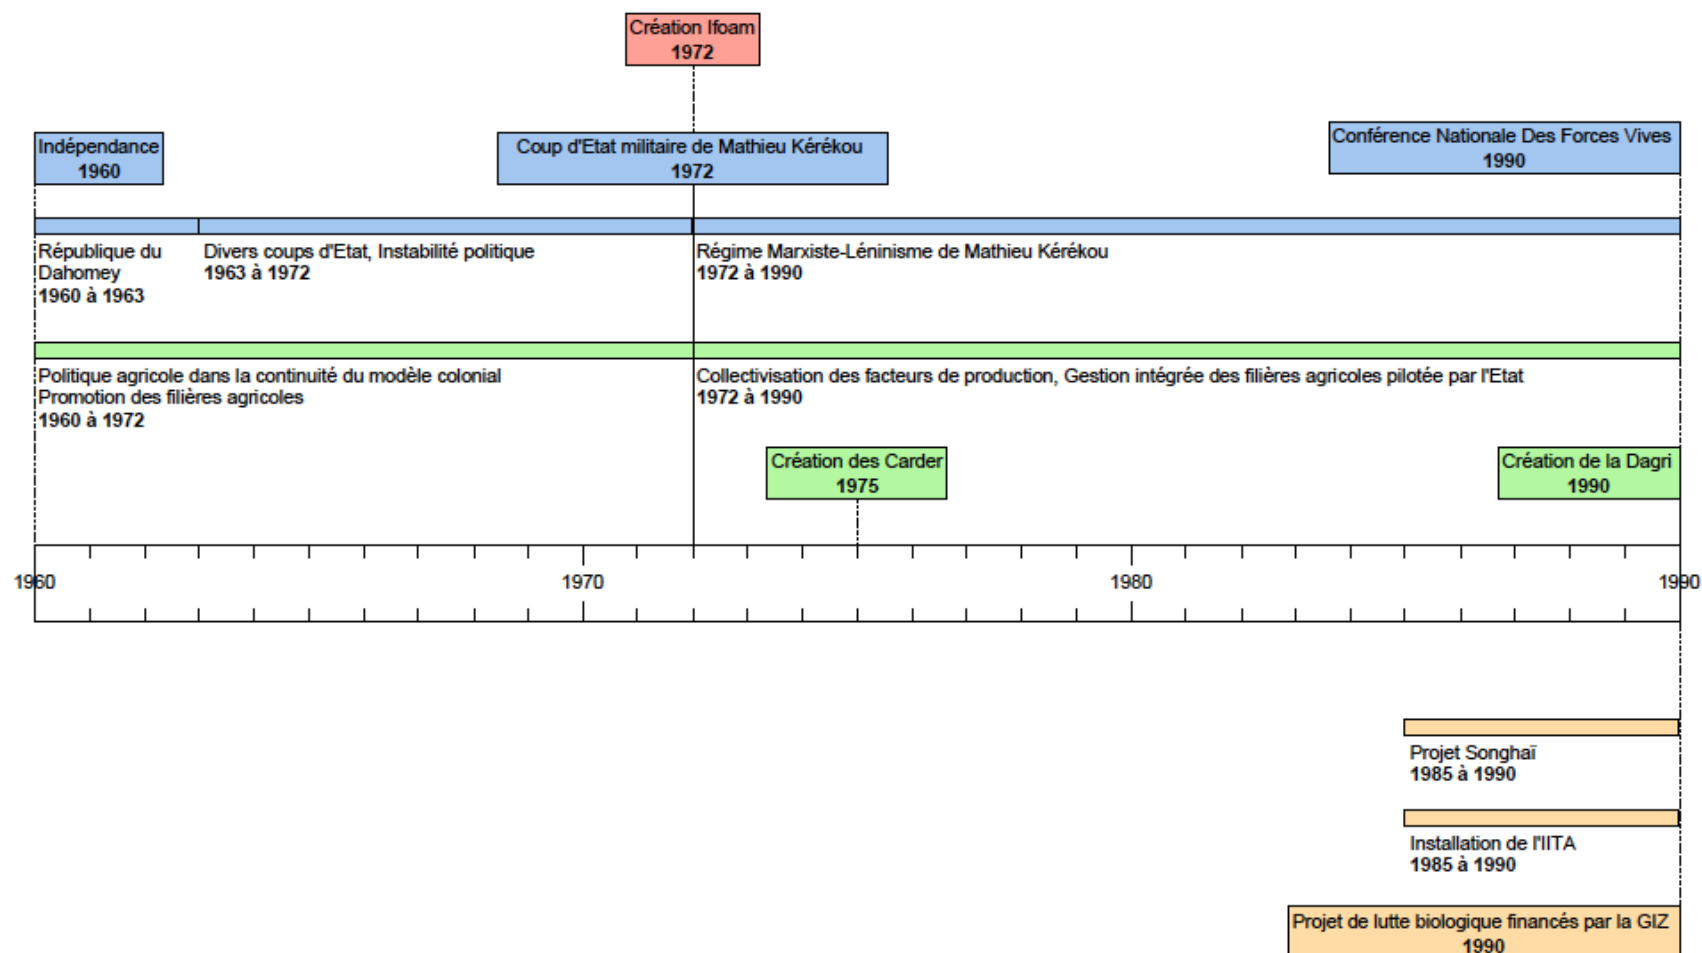 Création Ifoam
1972
Indépendance
1960
Coup d'Etat militaire de Mathieu Kérékou
1972
Conférence Nationale Des Forces Vives
1990
République du
Dahomey
1960 à 1963
Divers coups d'Etat, Instabilité politique
1963 à 1972
Régime Marxiste-Léninisme de Mathieu Kérékou
1972 à 1990
Politique agricole dans la continuité du modèle colonial
Promotion des filières agricoles
1960 à 1972
Collectivisation des facteurs de production, Gestion intégrée des filières agricoles pilotée par l'Etat
1972 à 1990
Création des Carder
1975
Création de la Dagri
1990
1960
1970
1980
1990
Projet Songhaï
1985 à 1990
Installation de l'IITA
1985 à 1990
Projet de lutte biologique financés par la GIZ
1990